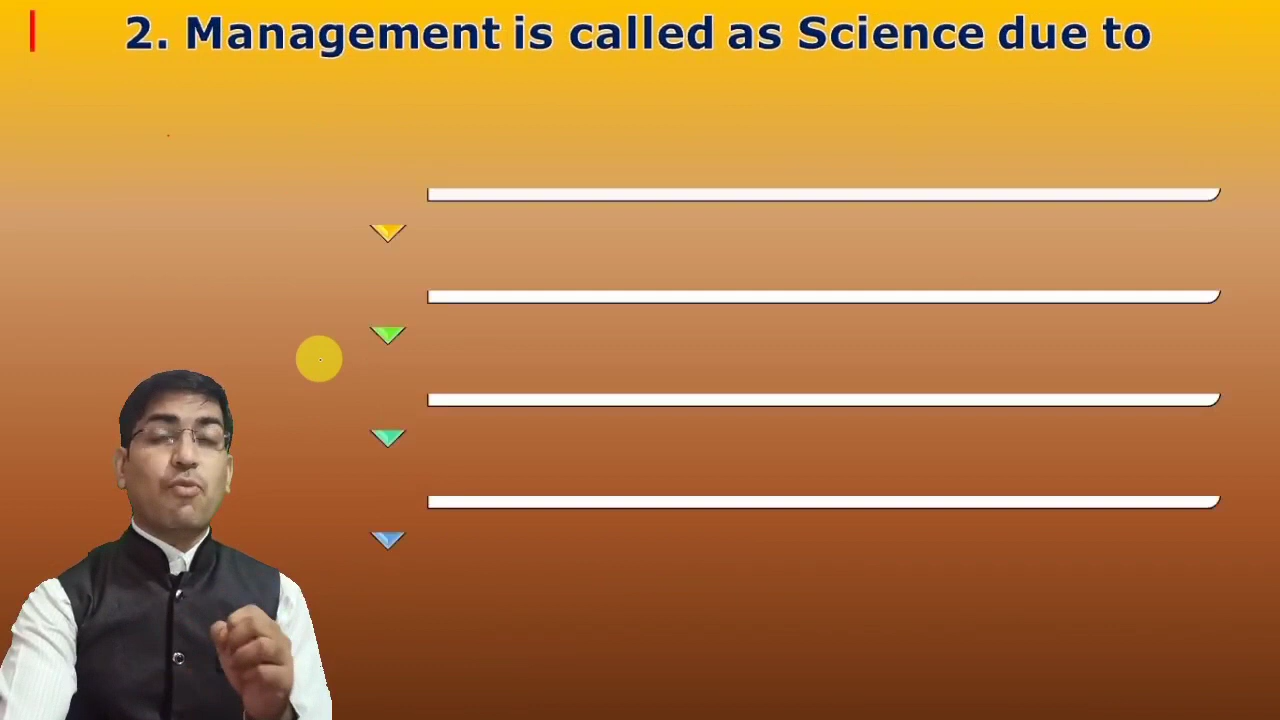 2. Management is called as Science due to